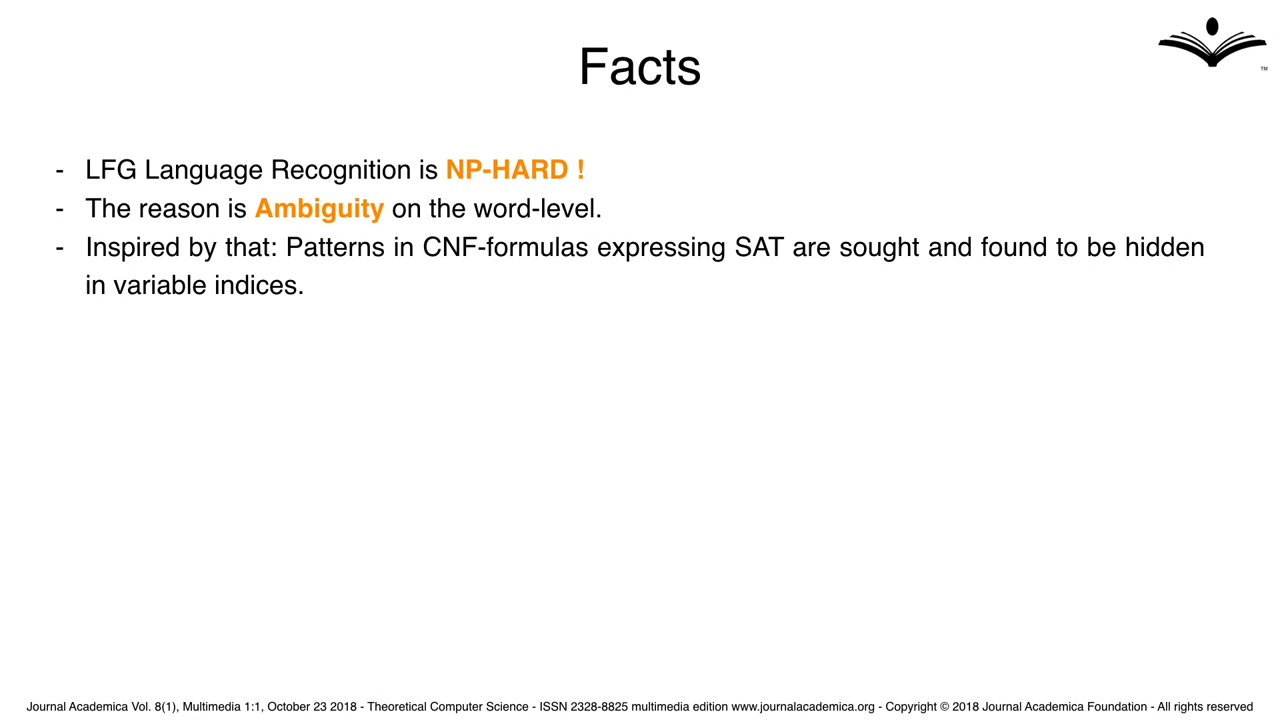 Facts
TM
- LFG Language Recognition is NP-HARD !
- The reason is Ambiguity on the word-level.
- Inspired by that: Patterns in CNF-formulas expressing SAT are sought and found to be hidden
in variable indices.
Journal Academica Vol. 8(1), Multimedia 1:1, October 23 2018 - Theoretical Computer Science - ISSN 2328-8825 multimedia edition www.journalacademica.org - Copyright © 2018 Journal Academica Foundation - All rights reserved